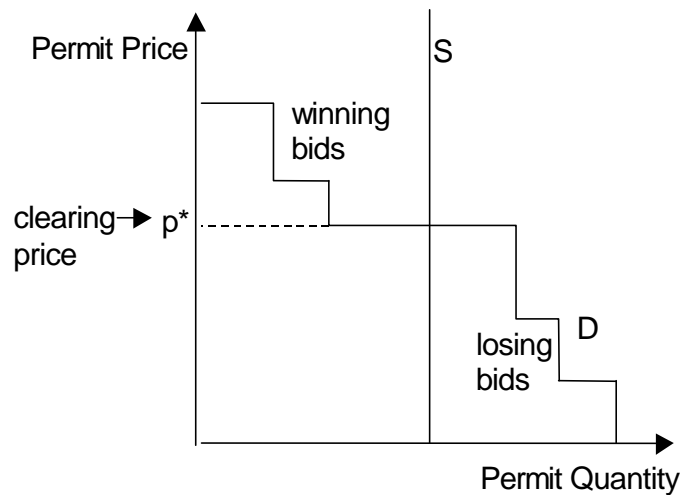 Permit Price
S
winning
bids
clearing
price
p*
D
losing
bids
Permit Quantity